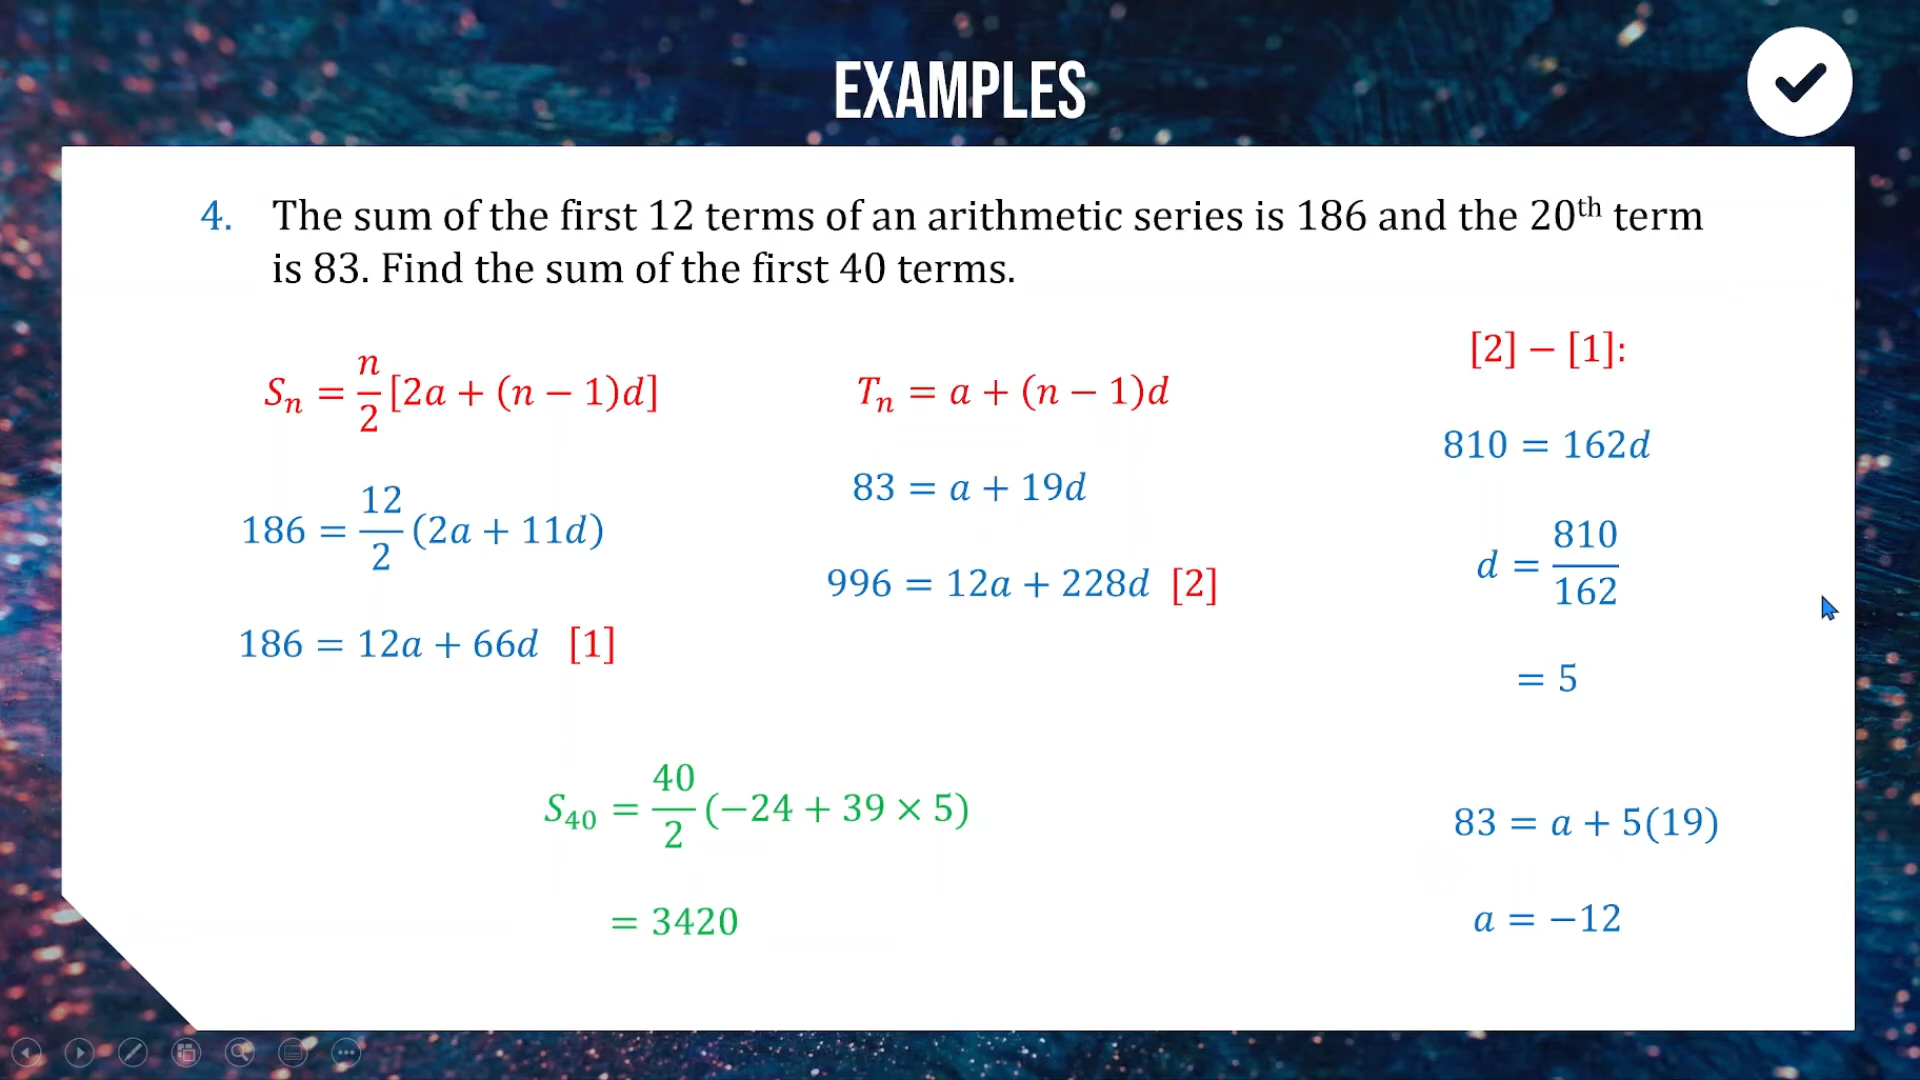 EXAMPLES
4. The sum of the first 12 terms of an arithmetic series is 186 and the 20ᵗʰ term
is 83. Find the sum of the first 40 terms.
Sₙ = n/2 [2a + (n − 1)d]
186 = 12/2 (2a + 11d)
186 = 12a + 66d [1]
Tₙ = a + (n − 1)d
83 = a + 19d
996 = 12a + 228d [2]
[2] − [1]:
810 = 162d
d = 810/162
= 5
83 = a + 5(19)
a = −12
S₄₀ = 40/2 (−24 + 39 × 5)
= 3420